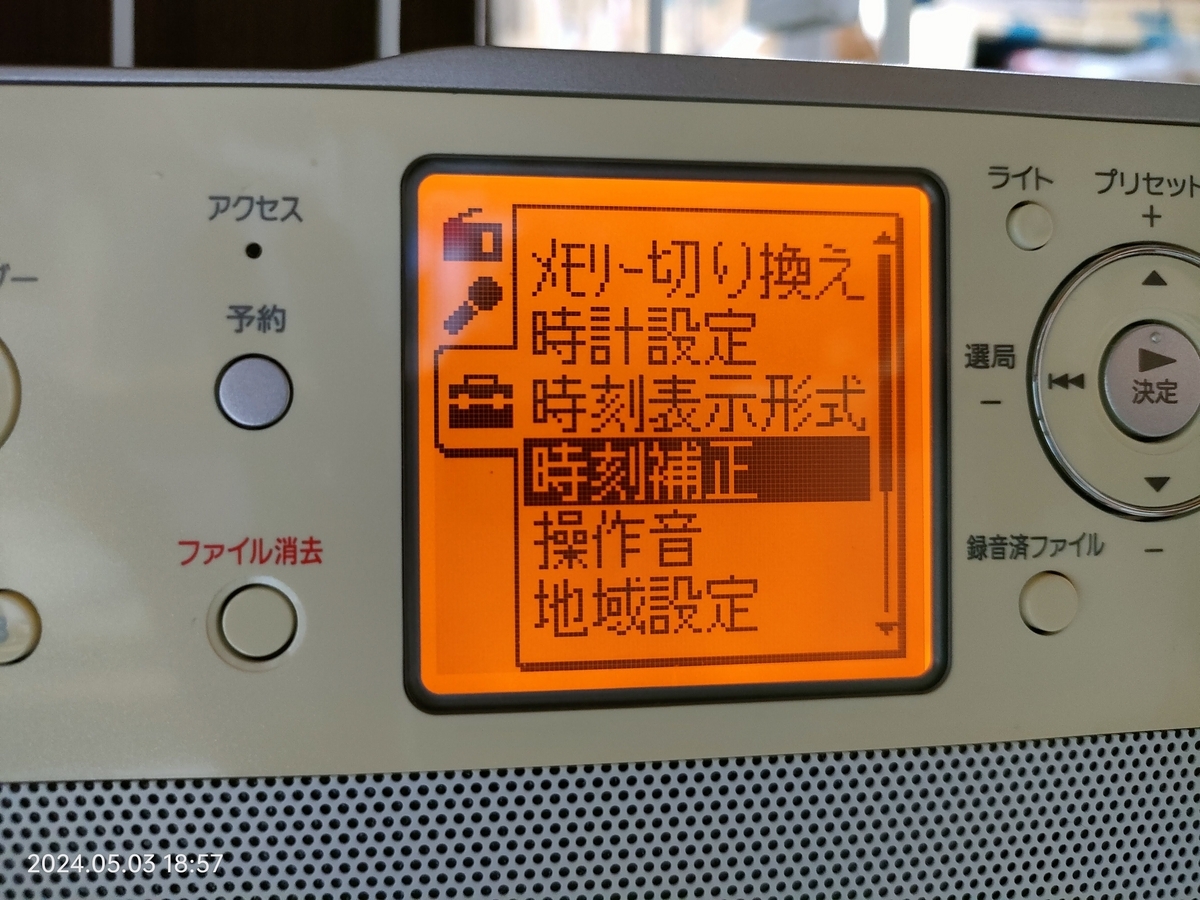 アクセス
予約
ファイル消去
メモリー切り換え
時計設定
時刻表示形式
時刻補正
操作音
地域設定
ライト
プリセット
+
選局
−
決定
録音済ファイル
−
2024.05.03 18:57